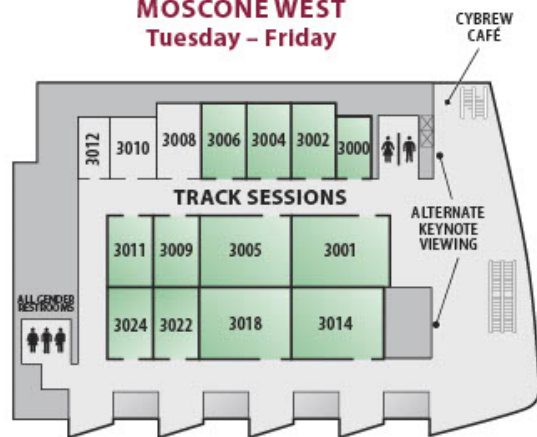 MOSCONE WEST
Tuesday – Friday
CYBREW
CAFÉ
3012
3010
3008
3006
3004
3002
3000
TRACK SESSIONS
ALTERNATE
KEYNOTE
VIEWING
3011
3009
3005
3001
ALL GENDER
RESTROOMS
3024
3022
3018
3014